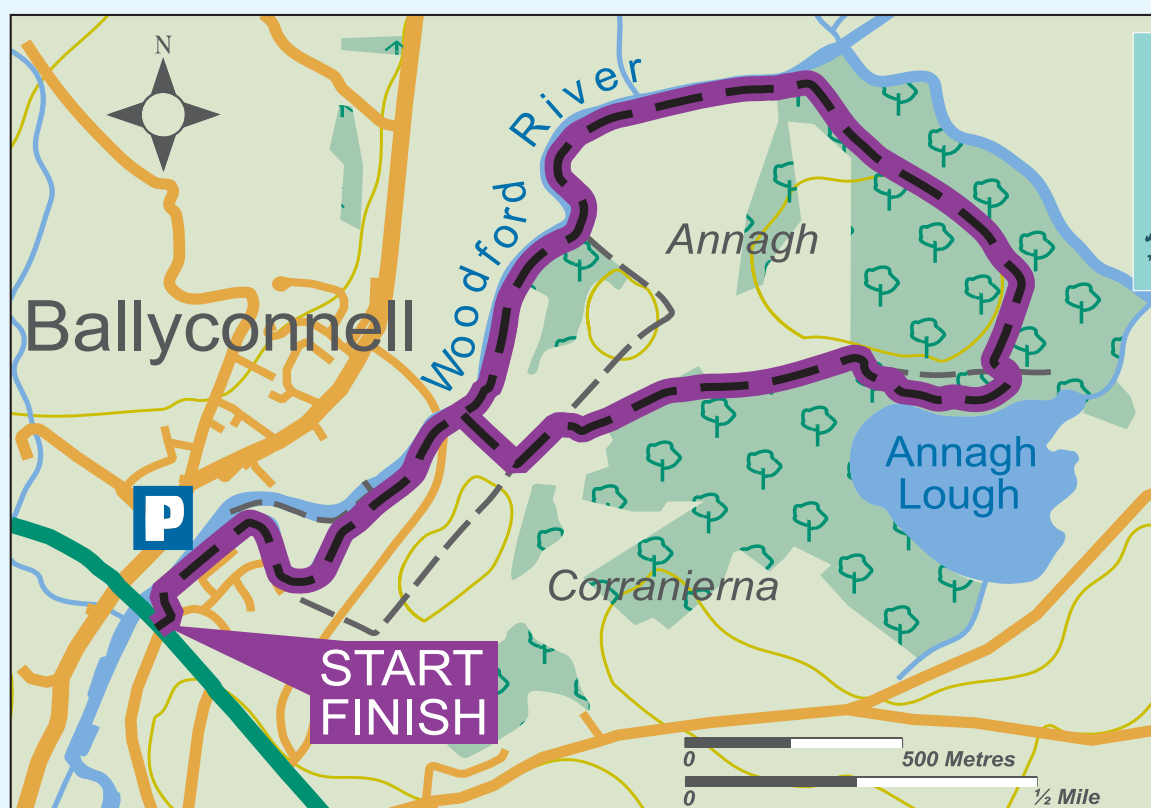 N
Woodford River
Annagh
Ballyconnell
Annagh
Lough
P
Corranierna
START
FINISH
0 500 Metres
0 ½ Mile